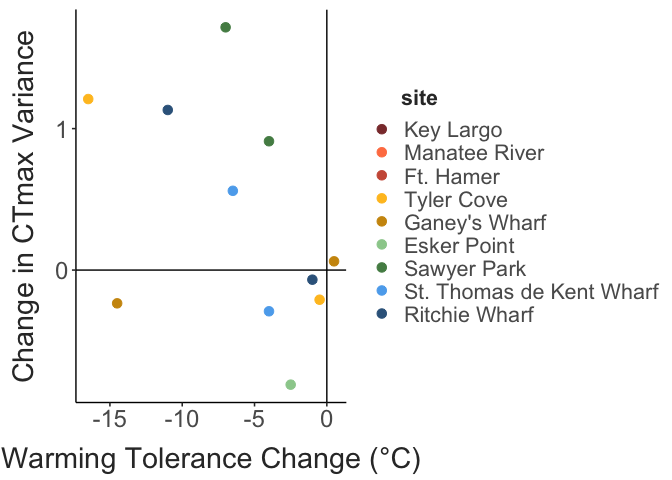 Change in CTmax Variance
1
0
-15
-10
-5
0
Warming Tolerance Change (°C)
site
Key Largo
Manatee River
Ft. Hamer
Tyler Cove
Ganey's Wharf
Esker Point
Sawyer Park
St. Thomas de Kent Wharf
Ritchie Wharf